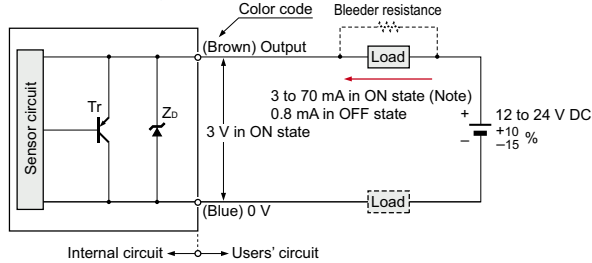 Color code
Bleeder resistance
(Brown) Output
Load
Sensor circuit
Tr
ZD
3 V in ON state
3 to 70 mA in ON state (Note)
0.8 mA in OFF state
+
–
12 to 24 V DC
+10
–15 %
(Blue) 0 V
Load
Internal circuit
Users' circuit